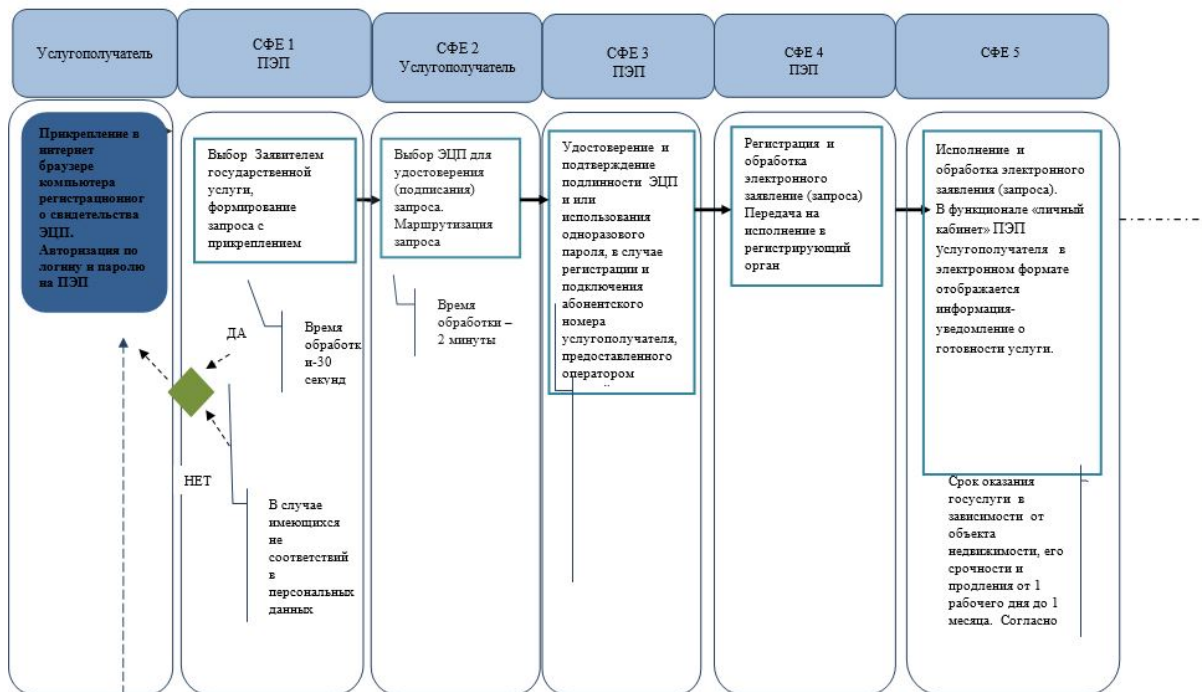 Услугополучатель
СФЕ 1
ПЭП
СФЕ 2
Услугополучатель
СФЕ 3
ПЭП
СФЕ 4
ПЭП
СФЕ 5
Прикрепление в
интернет
браузере
компьютера
регистрационног
о свидетельства
ЭЦП.
Авторизация по
логину и паролю
на ПЭП
Выбор Заявителем
государственной
услуги,
формирование
запроса с
прикреплением
Время
обработк
и-30
секунд
ДА
НЕТ
В случае
имеющихся
не
соответствий
в
персональных
данных
Выбор ЭЦП для
удостоверения
(подписания)
запроса.
Маршрутизация
запроса
Время
обработки –
2 минуты
Удостоверение и
подтверждение
подлинности ЭЦП
и или
использования
одноразового
пароля, в случае
регистрации и
подключения
абонентского
номера
услугополучателя,
предоставленного
оператором
Регистрация и
обработка
электронного
заявление (запроса)
Передача на
исполнение в
регистрирующий
орган
Исполнение и
обработка электронного
заявления (запроса).
В функционале «личный
кабинет» ПЭП
услугополучателя в
электронном формате
отображается
информация-
уведомление о
готовности услуги.
Срок оказания
госуслуги в
зависимости от
объекта
недвижимости, его
срочности и
продления от 1
рабочего дня до 1
месяца. Согласно